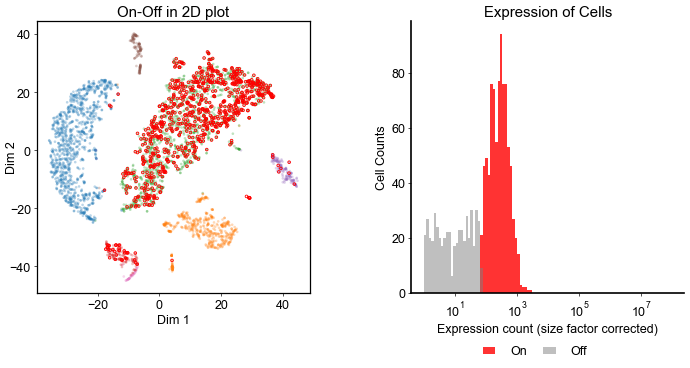 On-Off in 2D plot
40
20
0
−20
−40
−20 0 20 40
Dim 2
Dim 1
Expression of Cells
80
60
40
20
0
10^1 10^3 10^5 10^7
Cell Counts
Expression count (size factor corrected)
On Off